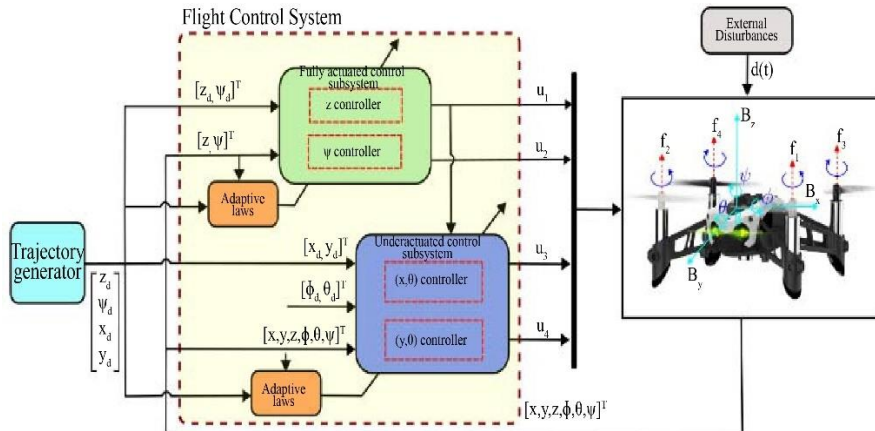 Flight Control System
External
Disturbances
d(t)
Fully actuated control
subsystem
z controller
ψ controller
[z_d, ψ_d]^T
[z,ψ]^T
Adaptive
laws
u_1
u_2
Trajectory
generator
z_d
ψ_d
x_d
y_d
[x_d, y_d]^T
[ϕ_d, θ_d]^T
[x,y,z,ϕ,θ,ψ]^T
Underactuated control
subsystem
(x,θ) controller
(y,θ) controller
Adaptive
laws
u_3
u_4
[x,y,z,ϕ,θ,ψ]^T
B_z
f_4
f_3
f_2
f_1
ψ
θ
ϕ
B_x
B_y